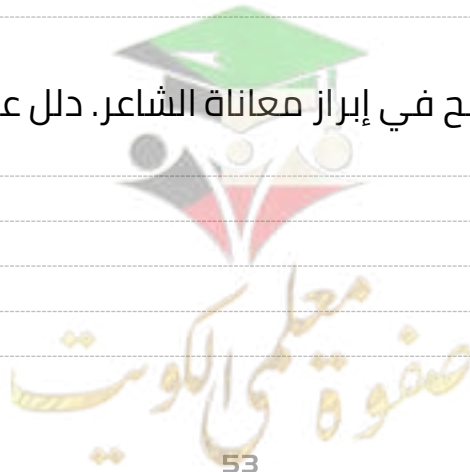 ح في إبراز معاناة الشاعر. دلل ع
صفوة معلمي الكويت
53